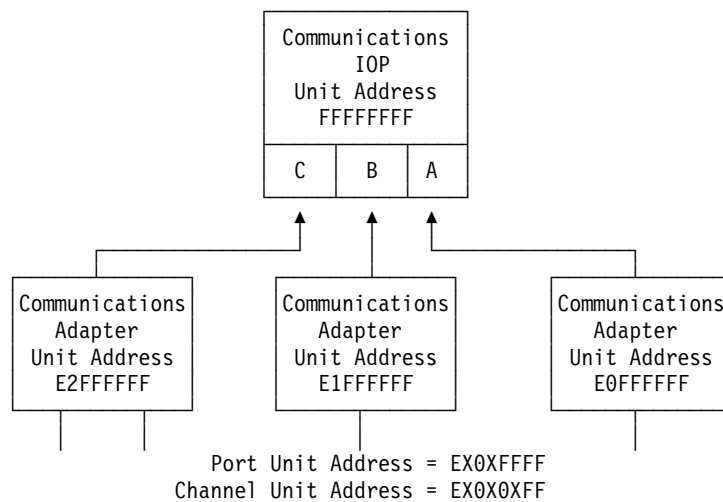 Communications
IOP
Unit Address
FFFFFFFF
C B A
Communications
Adapter
Unit Address
E2FFFFFF
Communications
Adapter
Unit Address
E1FFFFFF
Communications
Adapter
Unit Address
E0FFFFFF
Port Unit Address = EX0XFFFF
Channel Unit Address = EX0X0XFF